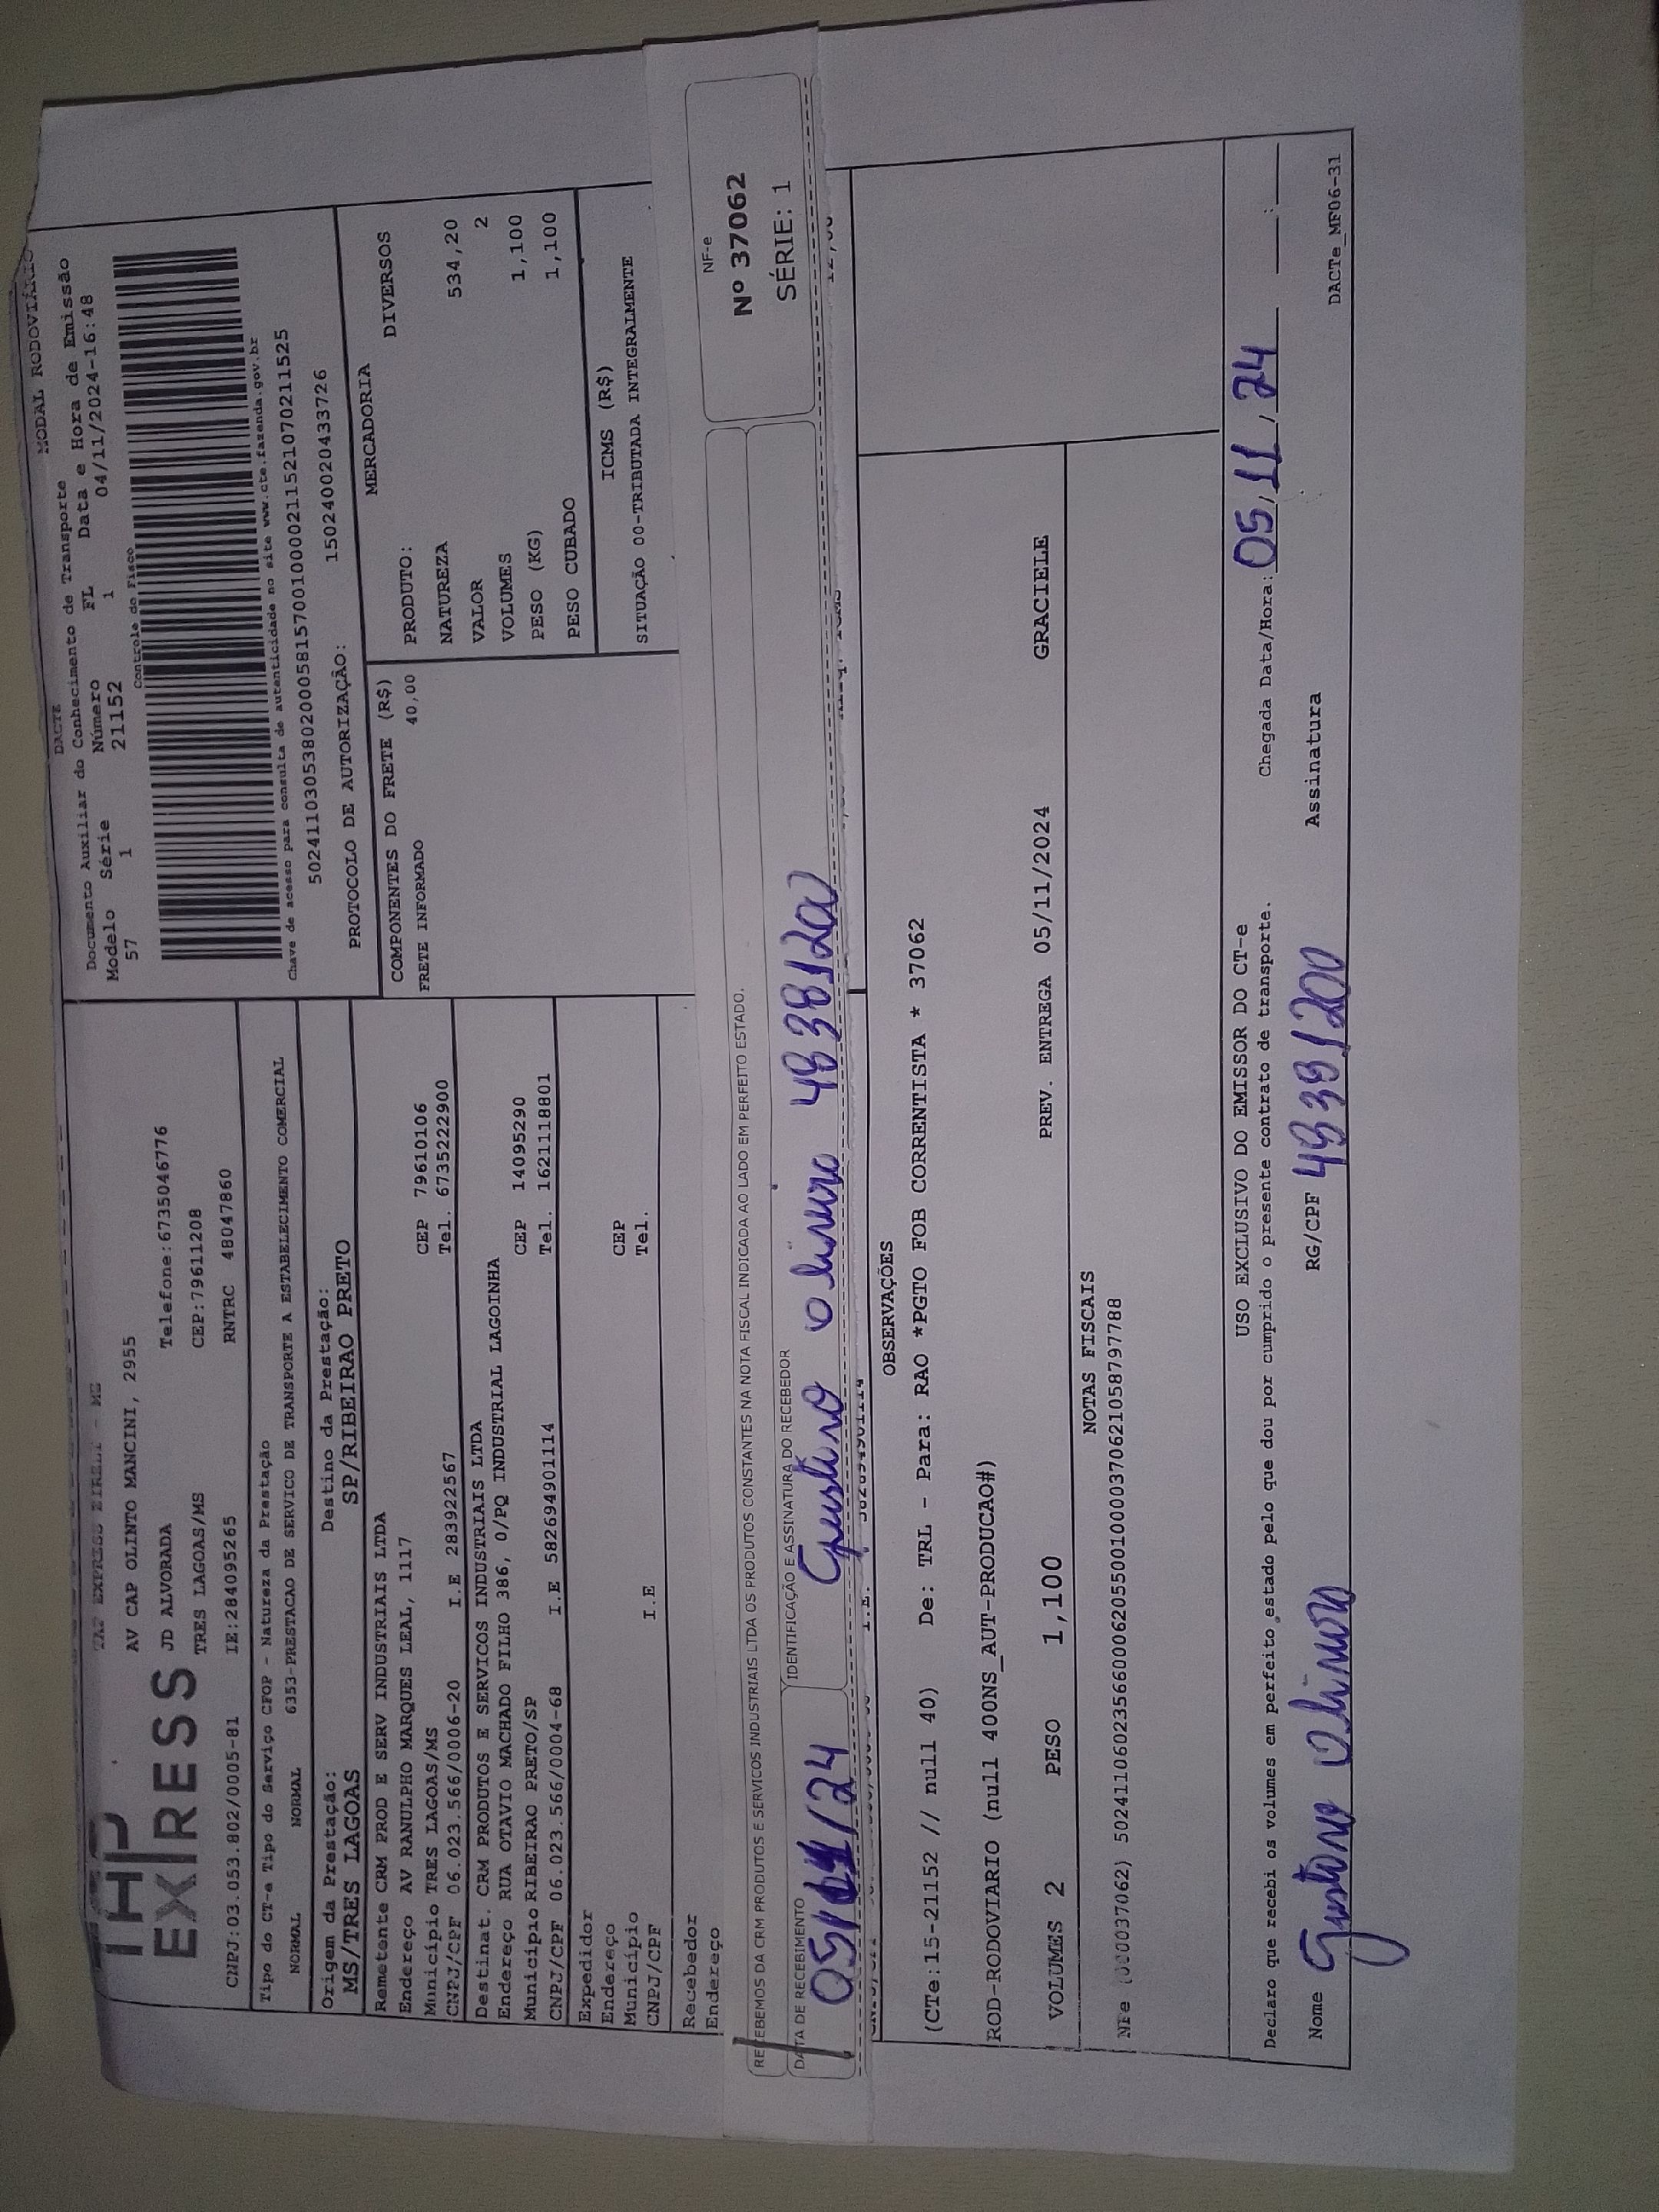 EXPRESS
TAP EXPRESS EIRELI - MS
AV CAP OLINTO MANCINI, 2955
JD ALVORADA Telefone:6735046776
TRES LAGOAS/MS CEP:79611208
CNPJ:03.053.802/0005-81 IE:284095265 RNTRC 48047860
MODAL RODOVIÁRIO
DACTE
Documento Auxiliar do Conhecimento de Transporte
Modelo Série Número FL Data e Hora de Emissão
57 1 21152 1 04/11/2024-16:48
Controle do Fisco
Chave de acesso para consulta de autenticidade no site www.cte.fazenda.gov.br
50241103053802000581570010000211521070211525
PROTOCOLO DE AUTORIZAÇÃO: 150240020433726
Tipo do CT-e Tipo do Serviço CFOP - Natureza da Prestação
NORMAL NORMAL 6353-PRESTACAO DE SERVICO DE TRANSPORTE A ESTABELECIMENTO COMERCIAL
Origem da Prestação: Destino da Prestação:
MS/TRES LAGOAS SP/RIBEIRAO PRETO
Remetente CRM PROD E SERV INDUSTRIAIS LTDA
Endereço AV RANULPHO MARQUES LEAL, 1117
Município TRES LAGOAS/MS CEP 79610106
CNPJ/CPF 06.023.566/0006-20 I.E 283922567 Tel. 6735222900
Destinat. CRM PRODUTOS E SERVICOS INDUSTRIAIS LTDA
Endereço RUA OTAVIO MACHADO FILHO 386, 0/PQ INDUSTRIAL LAGOINHA
Município RIBEIRAO PRETO/SP CEP 14095290
CNPJ/CPF 06.023.566/0004-68 I.E 582694901114 Tel. 1621118801
Expedidor
Endereço
Município CEP
CNPJ/CPF I.E Tel.
Recebedor
Endereço
COMPONENTES DO FRETE (R$)
FRETE INFORMADO 40,00
MERCADORIA
PRODUTO: DIVERSOS
NATUREZA
VALOR 534,20
VOLUMES 2
PESO (KG) 1,100
PESO CUBADO 1,100
ICMS (R$)
SITUAÇÃO 00-TRIBUTADA INTEGRALMENTE
RECEBEMOS DA CRM PRODUTOS E SERVICOS INDUSTRIAIS LTDA OS PRODUTOS CONSTANTES NA NOTA FISCAL INDICADA AO LADO EM PERFEITO ESTADO.
DATA DE RECEBIMENTO IDENTIFICAÇÃO E ASSINATURA DO RECEBEDOR
05/11/24
NF-e
Nº 37062
SÉRIE: 1
OBSERVAÇÕES
(CTe:15-21152 // null 40) De: TRL - Para: RAO *PGTO FOB CORRENTISTA * 37062
ROD-RODOVIARIO (null 400NS_AUT-PRODUCAO#)
VOLUMES 2 PESO 1,100 PREV. ENTREGA 05/11/2024 GRACIELE
NOTAS FISCAIS
NFe (000037062) 50241106023566000620550010000370621058797788
USO EXCLUSIVO DO EMISSOR DO CT-e
Declaro que recebi os volumes em perfeito estado pelo que dou por cumprido o presente contrato de transporte. Chegada Data/Hora: 05,11,24 :
Nome RG/CPF Assinatura
DACTe_MF06-31